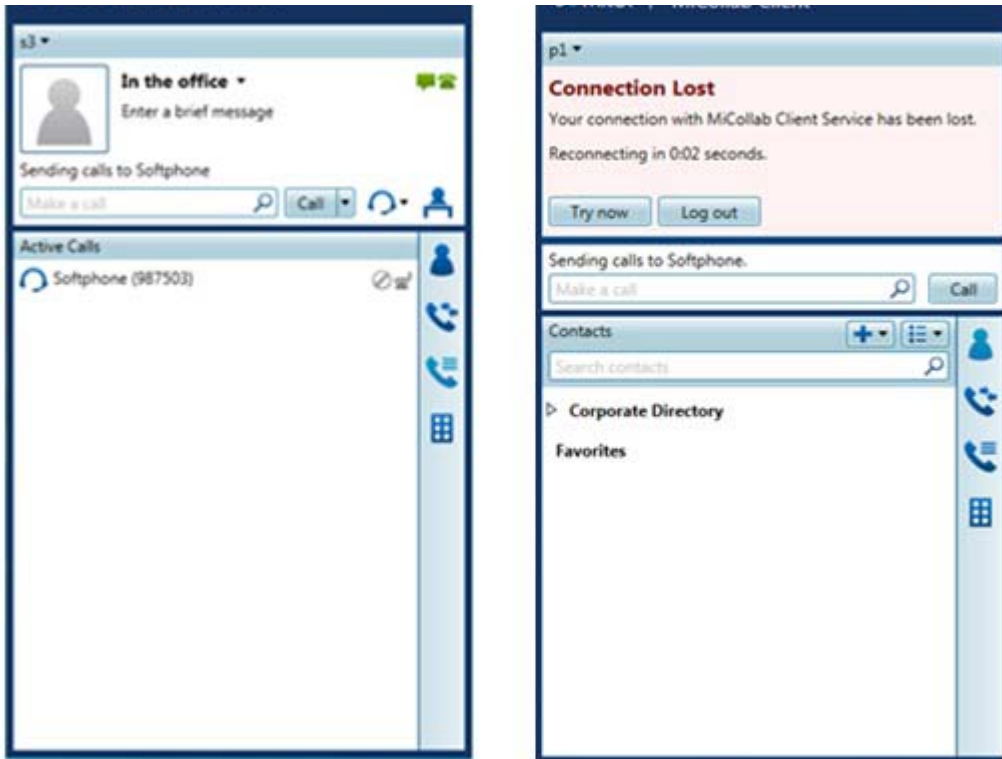 s3
In the office
Enter a brief message
Sending calls to Softphone
Make a call
Call
Active Calls
Softphone (987503)
MiCollab Client
p1
Connection Lost
Your connection with MiCollab Client Service has been lost.
Reconnecting in 0:02 seconds.
Try now
Log out
Sending calls to Softphone.
Make a call
Call
Contacts
Search contacts
Corporate Directory
Favorites